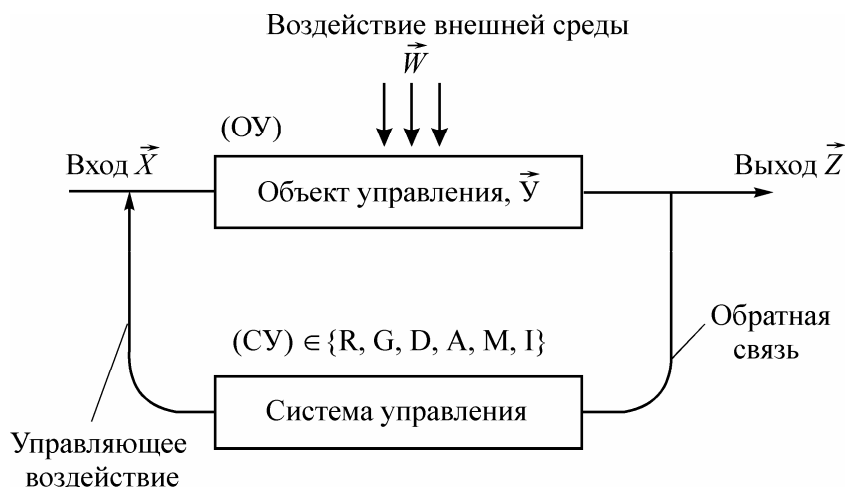 Воздействие внешней среды
W⃗
(ОУ)
Вход X⃗
Объект управления, У⃗
Выход Z⃗
(СУ) ∈ {R, G, D, A, M, I}
Обратная
связь
Система управления
Управляющее
воздействие